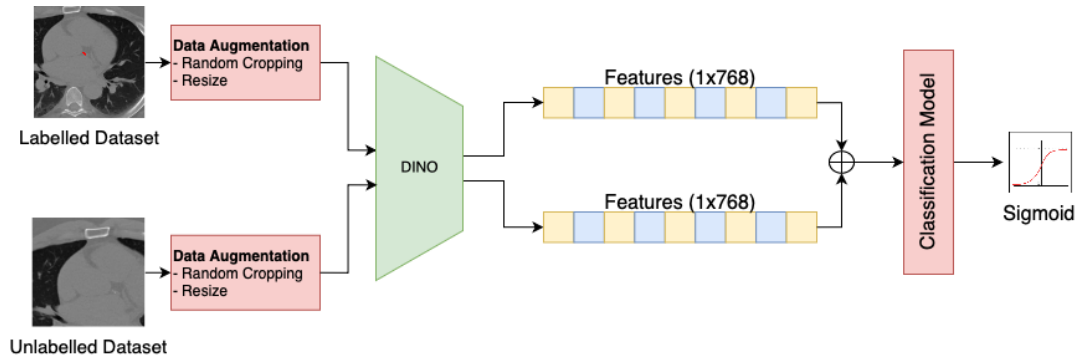 Labelled Dataset
Data Augmentation
- Random Cropping
- Resize
Unlabelled Dataset
Data Augmentation
- Random Cropping
- Resize
DINO
Features (1x768)
Features (1x768)
Classification Model
Sigmoid